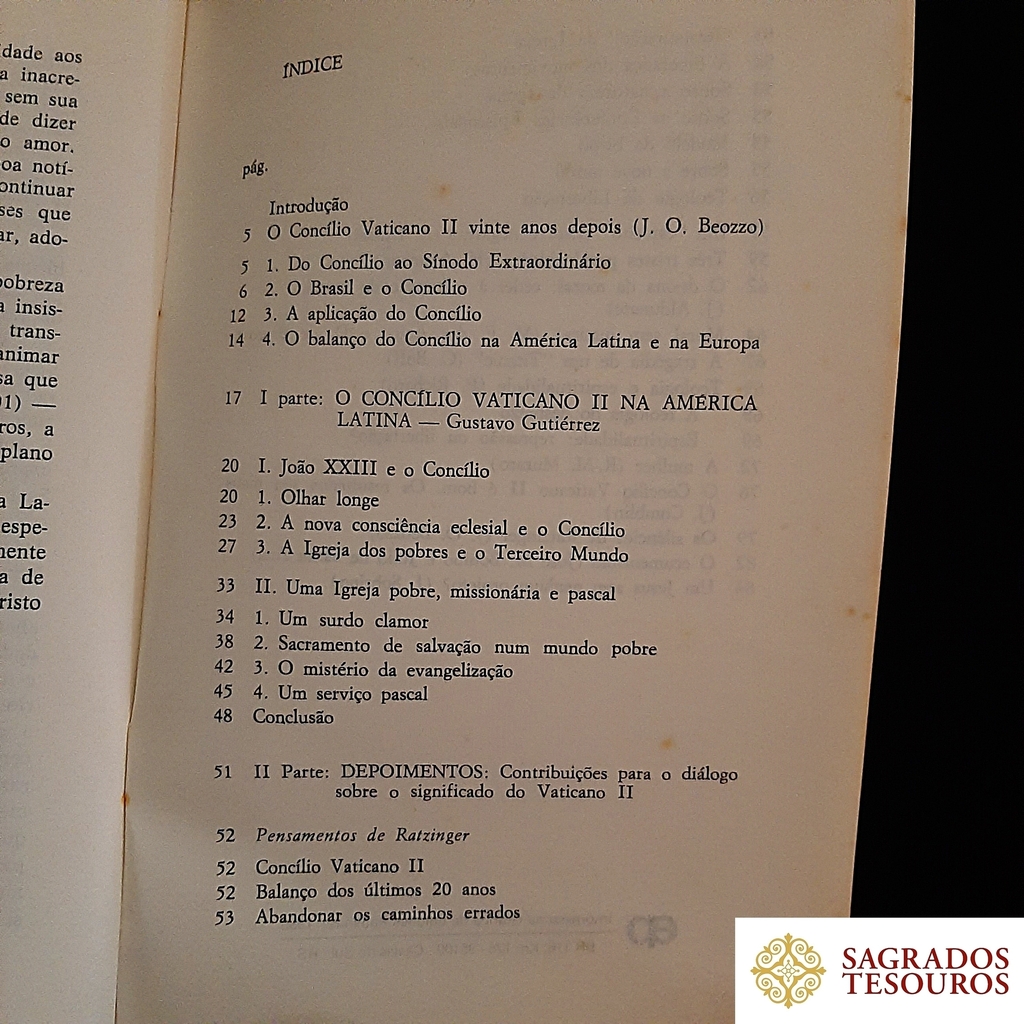 idade aos
a inacre-
sem sua
de dizer
o amor.
oa notí-
ontinuar
ses que
ar, ado-
pobreza
a insis-
trans-
animar
sa que
01) —
ros, a
plano
a La-
espe-
mente
a de
risto
ÍNDICE
pág.
Introdução
5 O Concílio Vaticano II vinte anos depois (J. O. Beozzo)
5 1. Do Concílio ao Sínodo Extraordinário
6 2. O Brasil e o Concílio
12 3. A aplicação do Concílio
14 4. O balanço do Concílio na América Latina e na Europa
17 I parte: O CONCÍLIO VATICANO II NA AMÉRICA
LATINA — Gustavo Gutiérrez
20 I. João XXIII e o Concílio
20 1. Olhar longe
23 2. A nova consciência eclesial e o Concílio
27 3. A Igreja dos pobres e o Terceiro Mundo
33 II. Uma Igreja pobre, missionária e pascal
34 1. Um surdo clamor
38 2. Sacramento de salvação num mundo pobre
42 3. O mistério da evangelização
45 4. Um serviço pascal
48 Conclusão
51 II Parte: DEPOIMENTOS: Contribuições para o diálogo
sobre o significado do Vaticano II
52 Pensamentos de Ratzinger
52 Concílio Vaticano II
52 Balanço dos últimos 20 anos
53 Abandonar os caminhos errados
SAGRADOS
TESOUROS